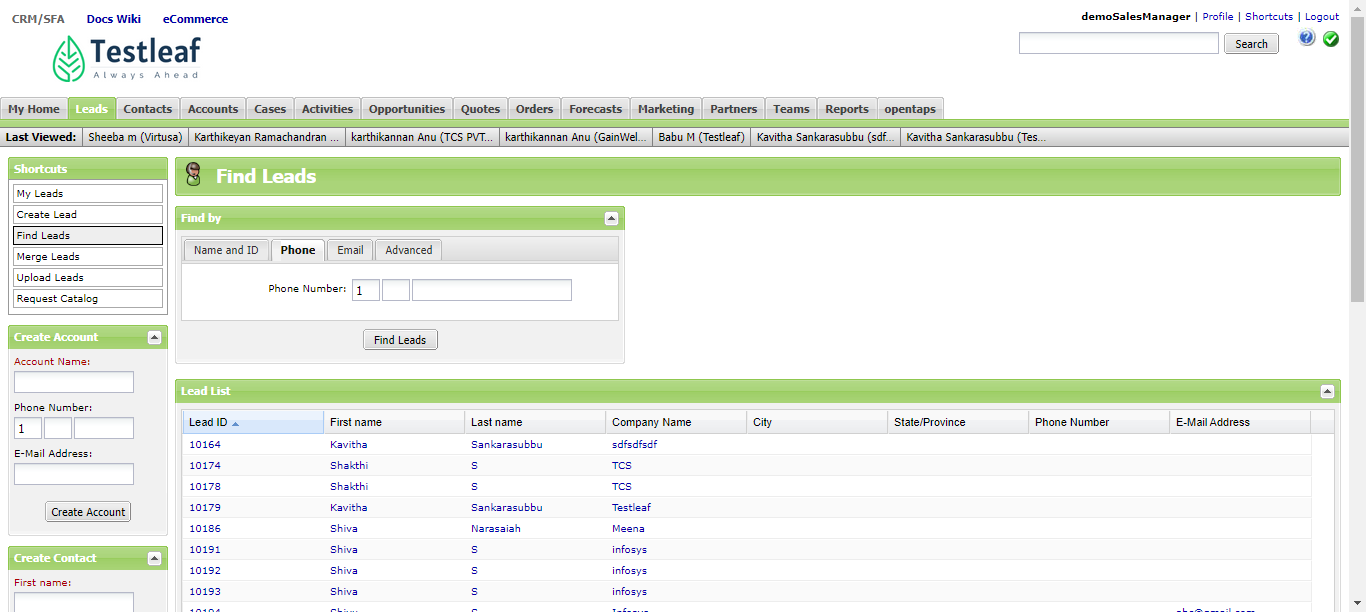 CRM/SFA Docs Wiki eCommerce
demoSalesManager | Profile | Shortcuts | Logout
Testleaf
Always Ahead
Search
My Home Leads Contacts Accounts Cases Activities Opportunities Quotes Orders Forecasts Marketing Partners Teams Reports opentaps
Last Viewed: Sheeba m (Virtusa) Karthikeyan Ramachandran ... karthikannan Anu (TCS PVT... karthikannan Anu (GainWel... Babu M (Testleaf) Kavitha Sankarasubbu (sdf... Kavitha Sankarasubbu (Tes...
Shortcuts
My Leads
Create Lead
Find Leads
Merge Leads
Upload Leads
Request Catalog
Create Account
Account Name:
Phone Number:
1
E-Mail Address:
Create Account
Create Contact
First name:
Find Leads
Find by
Name and ID Phone Email Advanced
Phone Number: 1
Find Leads
Lead List
Lead ID First name Last name Company Name City State/Province Phone Number E-Mail Address
10164 Kavitha Sankarasubbu sdfsdfsdf
10174 Shakthi S TCS
10178 Shakthi S TCS
10179 Kavitha Sankarasubbu Testleaf
10186 Shiva Narasaiah Meena
10191 Shiva S infosys
10192 Shiva S infosys
10193 Shiva S infosys